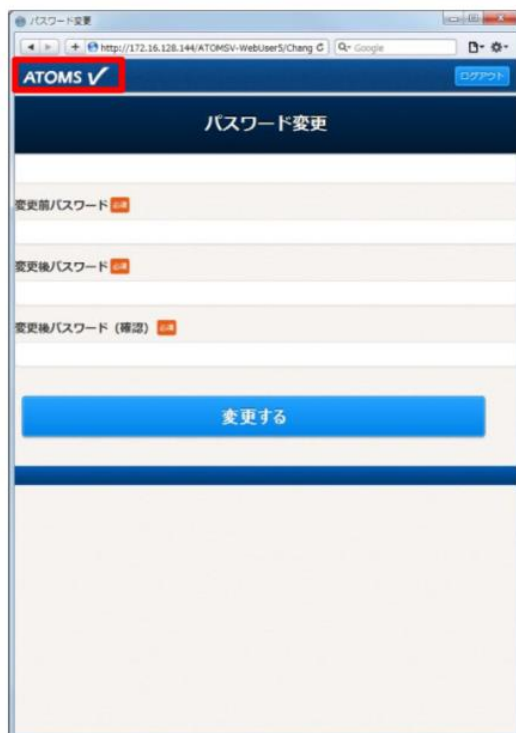 パスワード変更
http://172.16.128.144/ATOMSV-WebUser5/Chang
Google
ATOMS
ログアウト
パスワード変更
変更前パスワード 必須
変更後パスワード 必須
変更後パスワード（確認） 必須
変更する